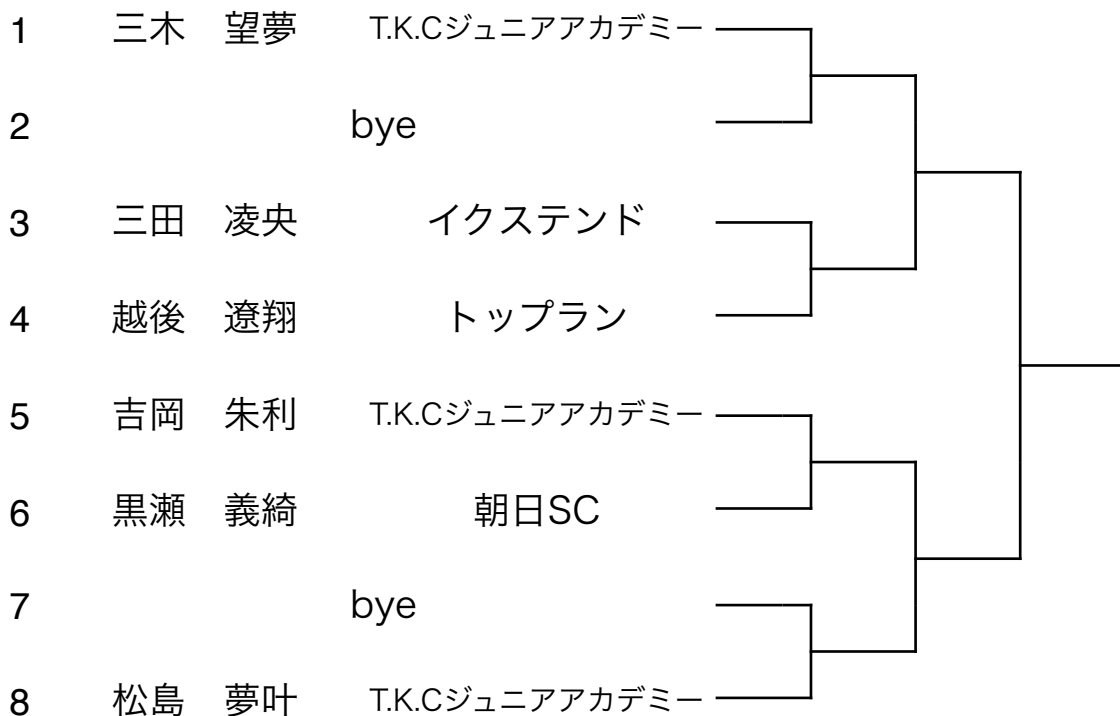 1 三木 望夢 T.K.Cジュニアアカデミー
2 bye
3 三田 凌央 イクステンド
4 越後 遼翔 トップラン
5 吉岡 朱利 T.K.Cジュニアアカデミー
6 黒瀬 義綺 朝日SC
7 bye
8 松島 夢叶 T.K.Cジュニアアカデミー